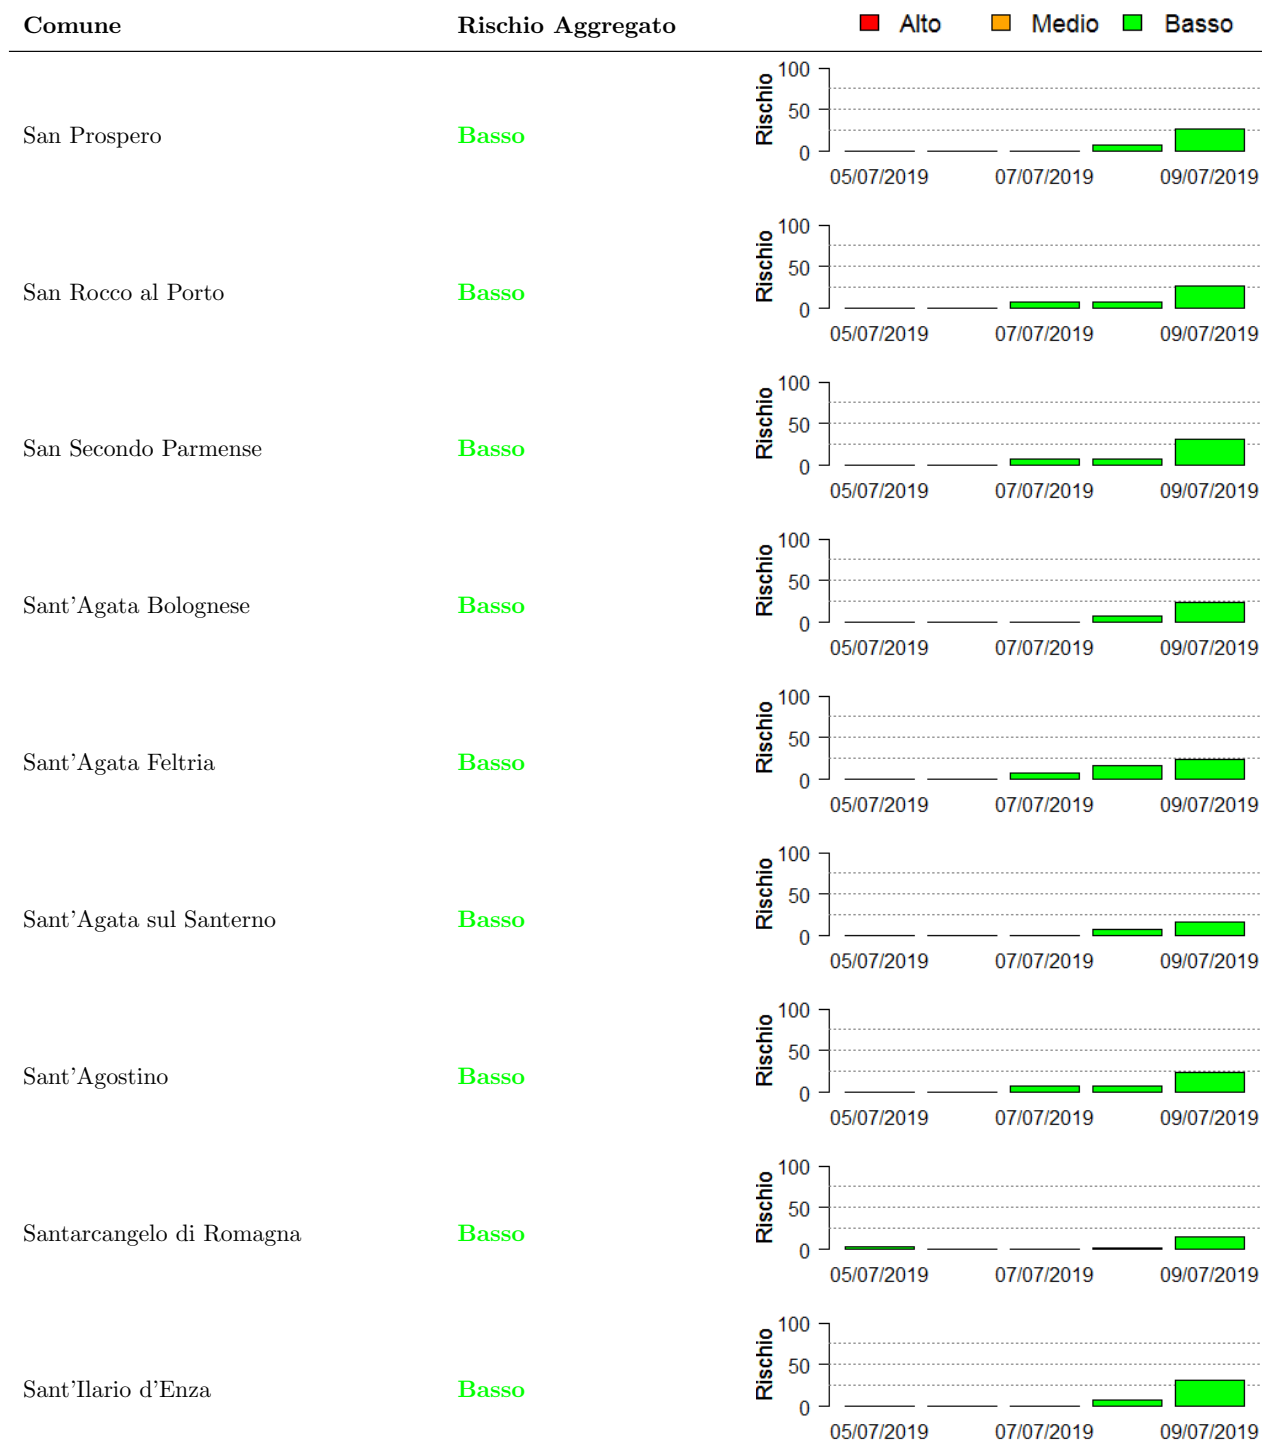 Comune Rischio Aggregato Alto Medio Basso
San Prospero Basso Rischio 100 50 0
05/07/2019 07/07/2019 09/07/2019
San Rocco al Porto Basso Rischio 100 50 0
05/07/2019 07/07/2019 09/07/2019
San Secondo Parmense Basso Rischio 100 50 0
05/07/2019 07/07/2019 09/07/2019
Sant'Agata Bolognese Basso Rischio 100 50 0
05/07/2019 07/07/2019 09/07/2019
Sant'Agata Feltria Basso Rischio 100 50 0
05/07/2019 07/07/2019 09/07/2019
Sant'Agata sul Santerno Basso Rischio 100 50 0
05/07/2019 07/07/2019 09/07/2019
Sant'Agostino Basso Rischio 100 50 0
05/07/2019 07/07/2019 09/07/2019
Santarcangelo di Romagna Basso Rischio 100 50 0
05/07/2019 07/07/2019 09/07/2019
Sant'Ilario d'Enza Basso Rischio 100 50 0
05/07/2019 07/07/2019 09/07/2019